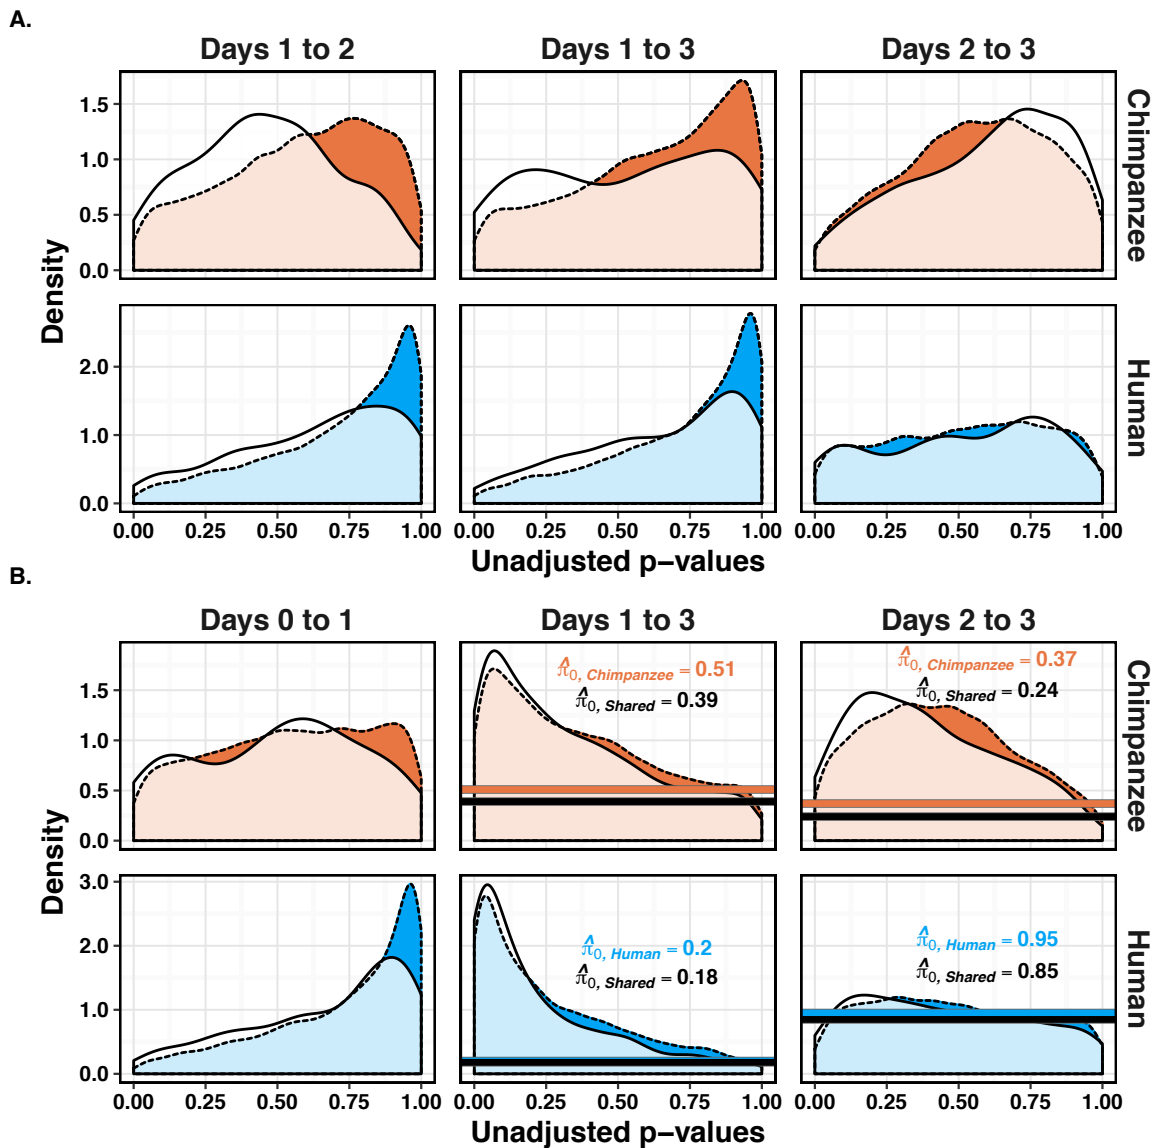 A.
Days 1 to 2
Days 1 to 3
Days 2 to 3
Density
1.5
1.0
0.5
0.0
Chimpanzee
2.0
1.0
0.0
Human
0.00 0.25 0.50 0.75 1.00
0.00 0.25 0.50 0.75 1.00
0.00 0.25 0.50 0.75 1.00
Unadjusted p−values
B.
Days 0 to 1
Days 1 to 3
Days 2 to 3
Density
1.5
1.0
0.5
0.0
π̂0, Chimpanzee = 0.51
π̂0, Shared = 0.39
π̂0, Chimpanzee = 0.37
π̂0, Shared = 0.24
Chimpanzee
3.0
2.0
1.0
0.0
π̂0, Human = 0.2
π̂0, Shared = 0.18
π̂0, Human = 0.95
π̂0, Shared = 0.85
Human
0.00 0.25 0.50 0.75 1.00
0.00 0.25 0.50 0.75 1.00
0.00 0.25 0.50 0.75 1.00
Unadjusted p−values